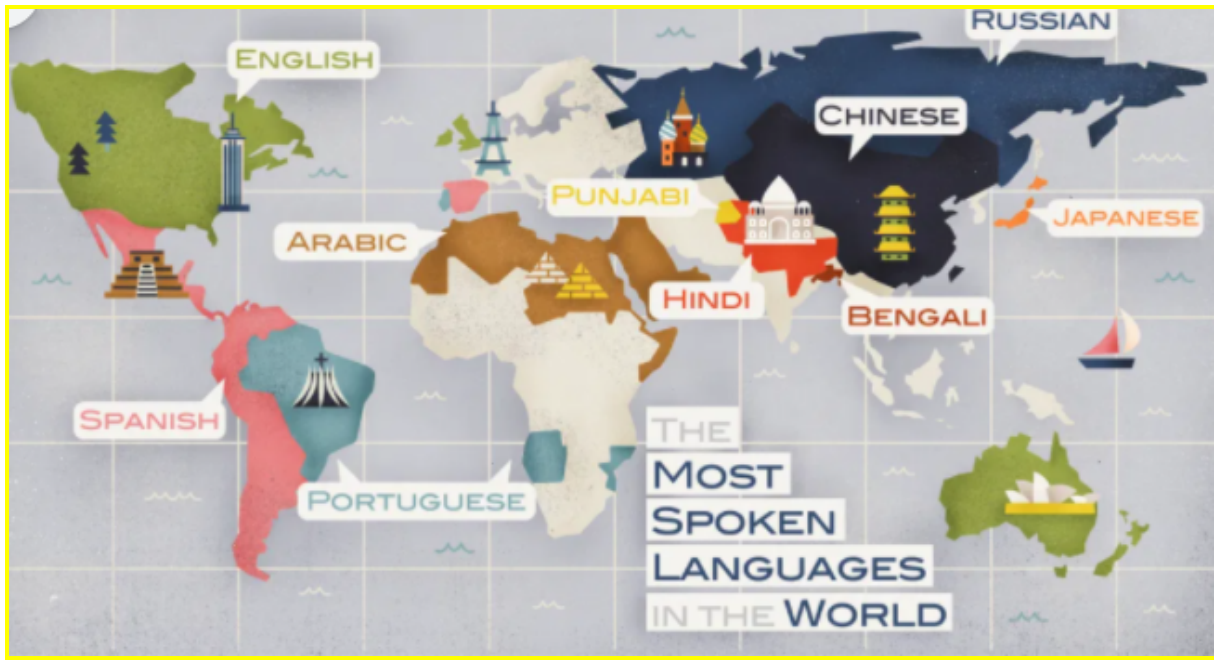 RUSSIAN
ENGLISH
CHINESE
PUNJABI
JAPANESE
ARABIC
HINDI
BENGALI
SPANISH
PORTUGUESE
THE
MOST
SPOKEN
LANGUAGES
IN THE WORLD